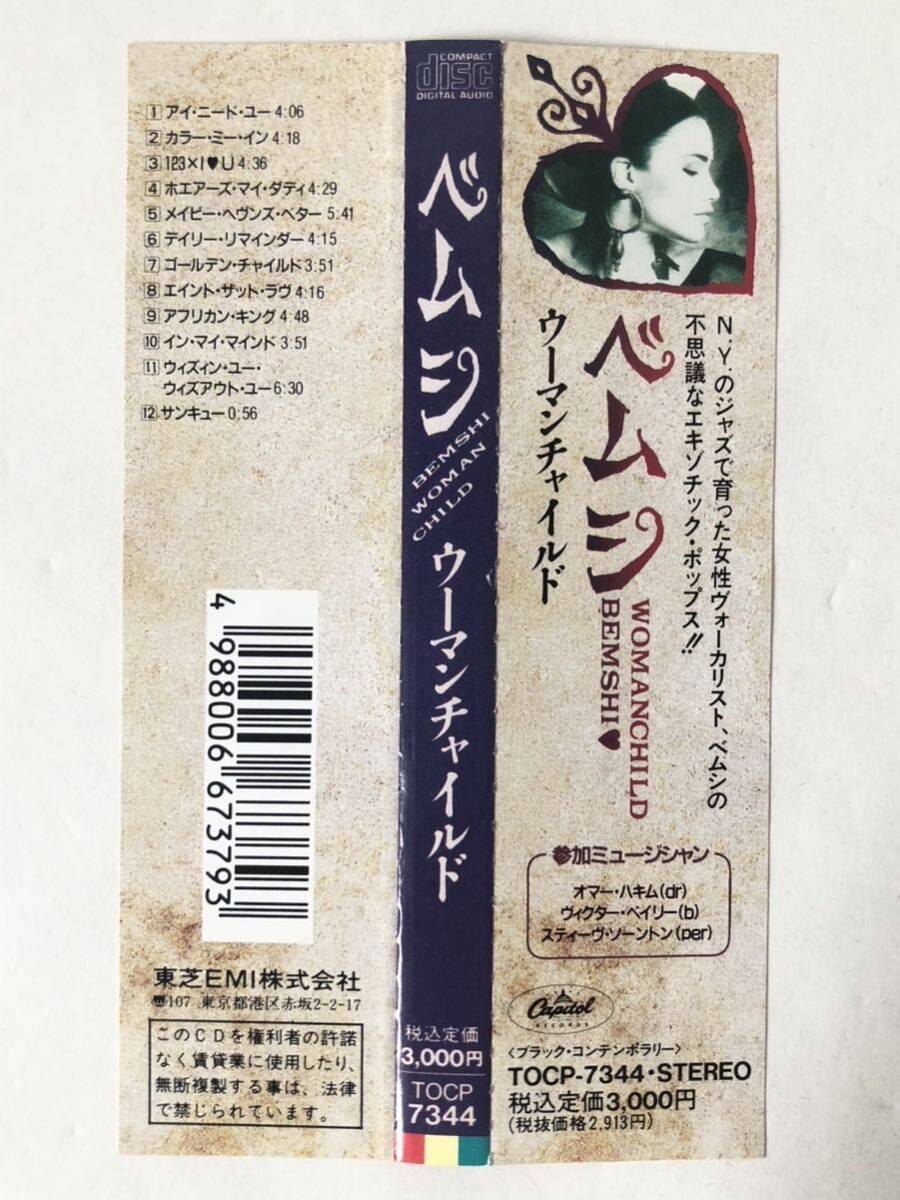 1 アイ・ニード・ユー 4:06
2 カラー・ミー・イン 4:18
3 123×I♥U 4:36
4 ホエアーズ・マイ・ダディ 4:29
5 メイビー・ヘヴンズ・ベター 5:41
6 デイリー・リマインダー 4:15
7 ゴールデン・チャイルド 3:51
8 エイント・ザット・ラヴ 4:16
9 アフリカン・キング 4:48
10 イン・マイ・マインド 3:51
11 ウィズィン・ユー・
ウィズアウト・ユー 6:30
12 サンキュー 0:56
4 988006 673793
東芝EMI株式会社
〒107 東京都港区赤坂2-2-17
このCDを権利者の許諾
なく賃貸業に使用したり、
無断複製する事は、法律
で禁じられています。
COMPACT
disc
DIGITAL AUDIO
ベムシ
BEMSHI
WOMAN
CHILD
ウーマンチャイルド
税込定価
3,000円
TOCP
7344
N.Y.のジャズで育った女性ヴォーカリスト、ベムシの
不思議なエキゾチック・ポップス!!
ベムシ
WOMANCHILD
BEMSHI♥
ウーマンチャイルド
参加ミュージシャン
オマー・ハキム(dr)
ヴィクター・ベイリー(b)
スティーヴ・ソーントン(per)
Capitol
RECORDS
〈ブラック・コンテンポラリー〉
TOCP-7344・STEREO
税込定価3,000円
(税抜価格2,913円)